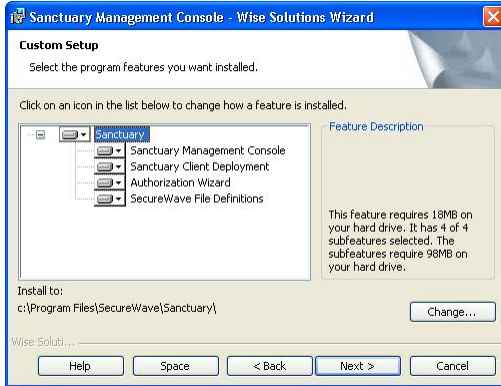 Sanctuary Management Console - Wise Solutions Wizard
Custom Setup
Select the program features you want installed.
Click on an icon in the list below to change how a feature is installed.
Sanctuary
Sanctuary Management Console
Sanctuary Client Deployment
Authorization Wizard
SecureWave File Definitions
Feature Description
This feature requires 18MB on
your hard drive. It has 4 of 4
subfeatures selected. The
subfeatures require 98MB on
your hard drive.
Install to:
c:\Program Files\SecureWave\Sanctuary\
Change...
Wise Soluti...
Help
Space
< Back
Next >
Cancel